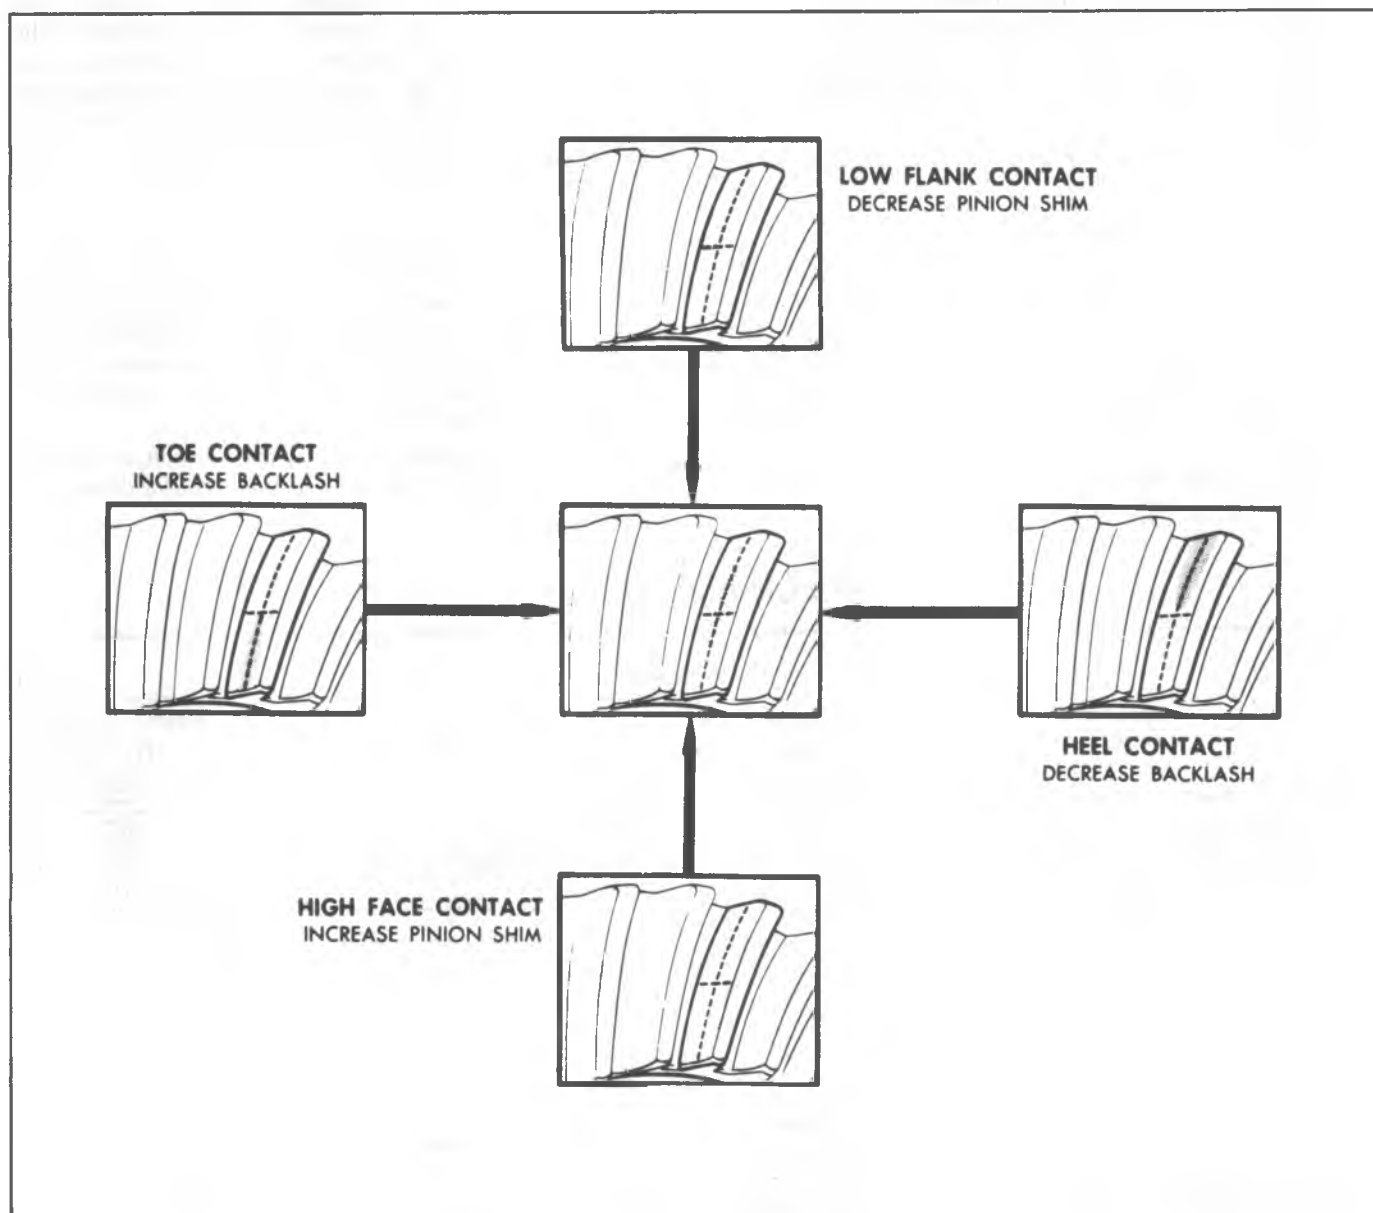 LOW FLANK CONTACT
DECREASE PINION SHIM
TOE CONTACT
INCREASE BACKLASH
HEEL CONTACT
DECREASE BACKLASH
HIGH FACE CONTACT
INCREASE PINION SHIM